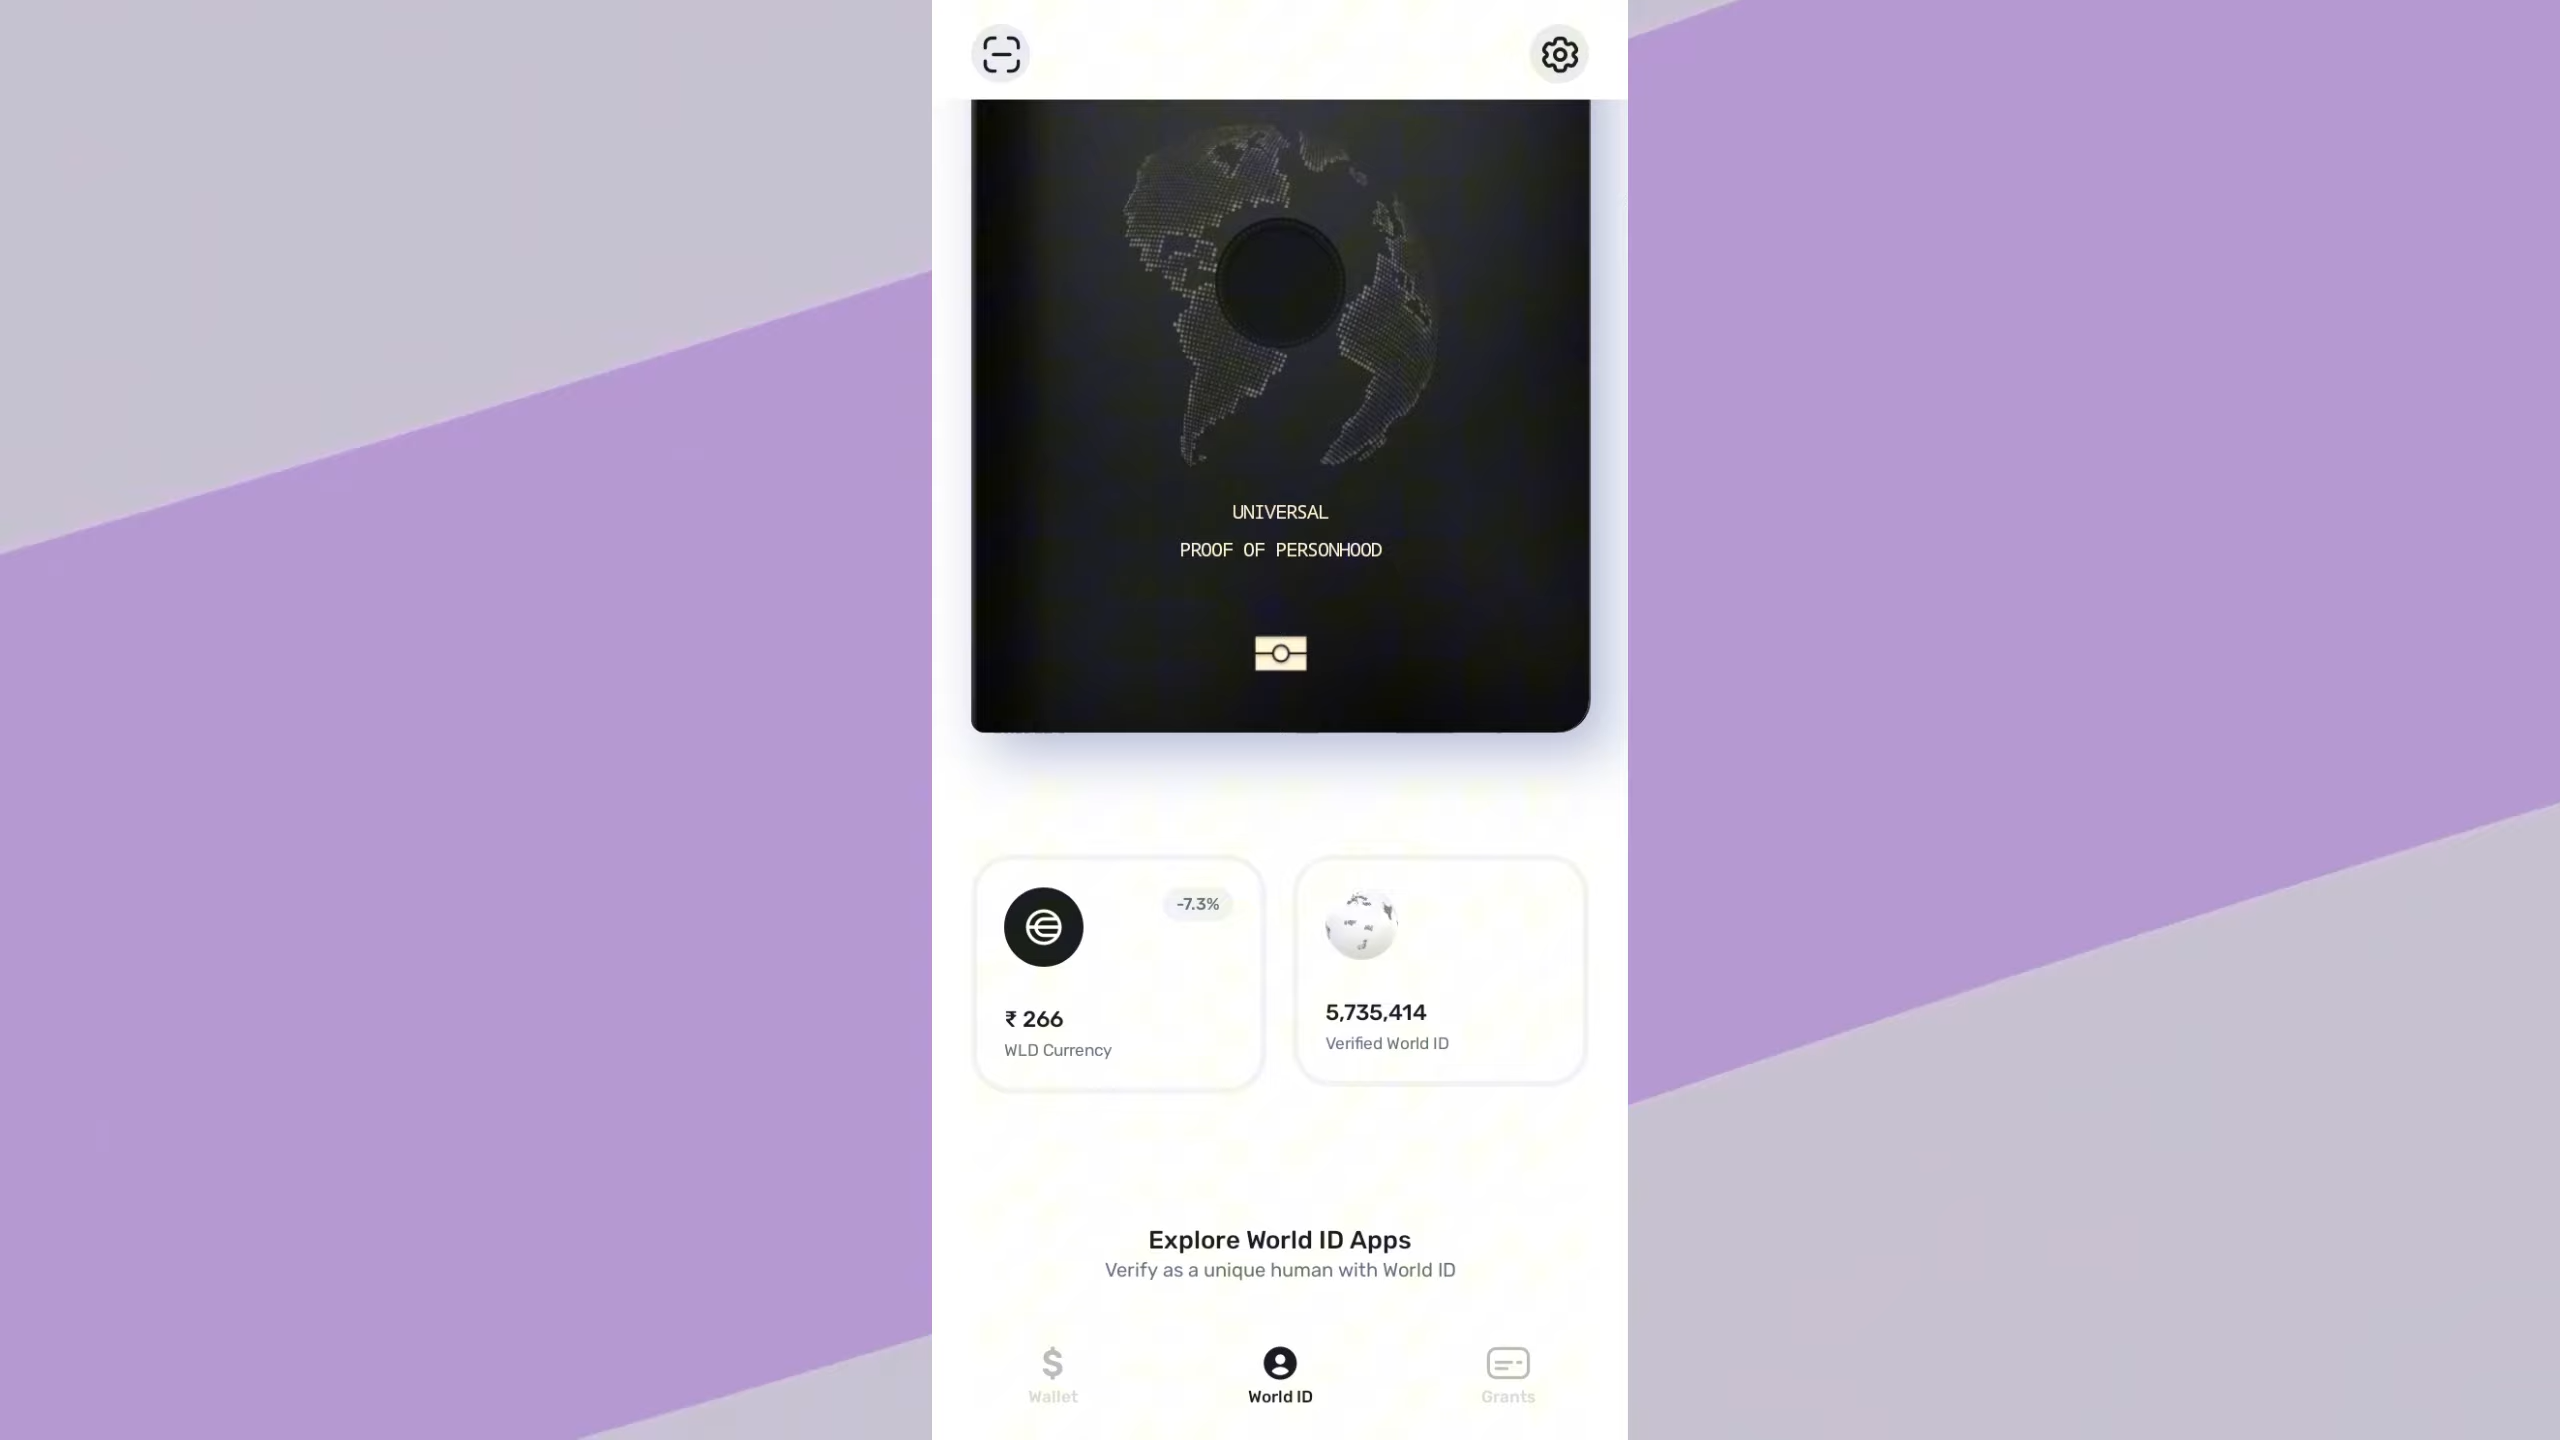 UNIVERSAL
PROOF OF PERSONHOOD
-7.3%
₹ 266
WLD Currency
5,735,414
Verified World ID
Explore World ID Apps
Verify as a unique human with World ID
Wallet
World ID
Grants